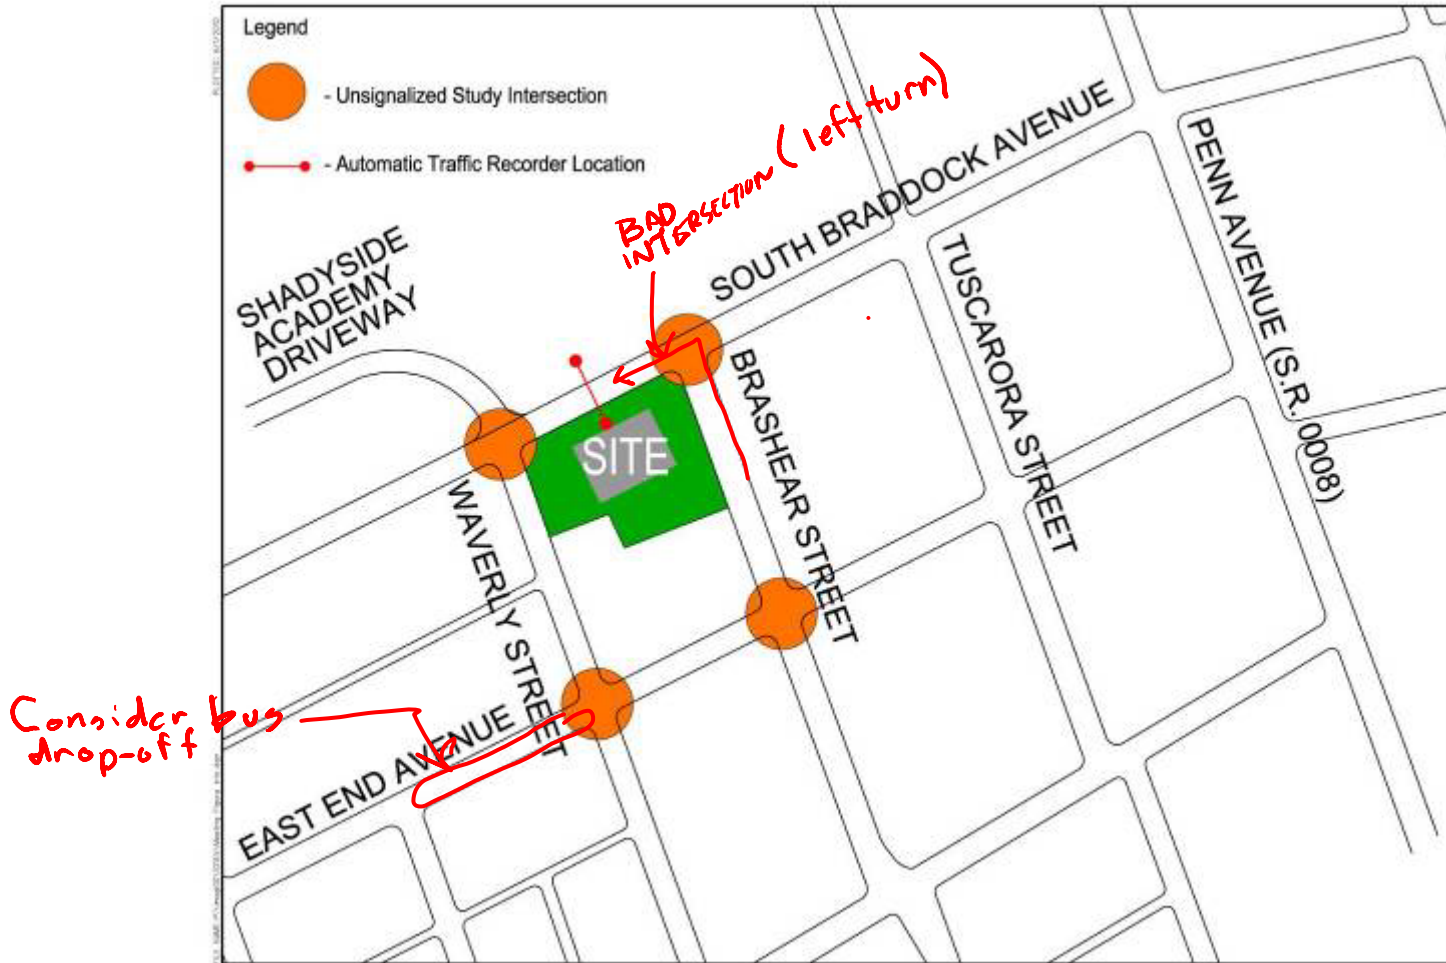 Legend
- Unsignalized Study Intersection
- Automatic Traffic Recorder Location
BAD
INTERSECTION (left turn)
SOUTH BRADDOCK AVENUE
PENN AVENUE (S.R. 0008)
SHADYSIDE
ACADEMY
DRIVEWAY
TUSCARORA STREET
BRASHEAR STREET
SITE
WAVERLY STREET
Consider bus
drop-off
EAST END AVENUE